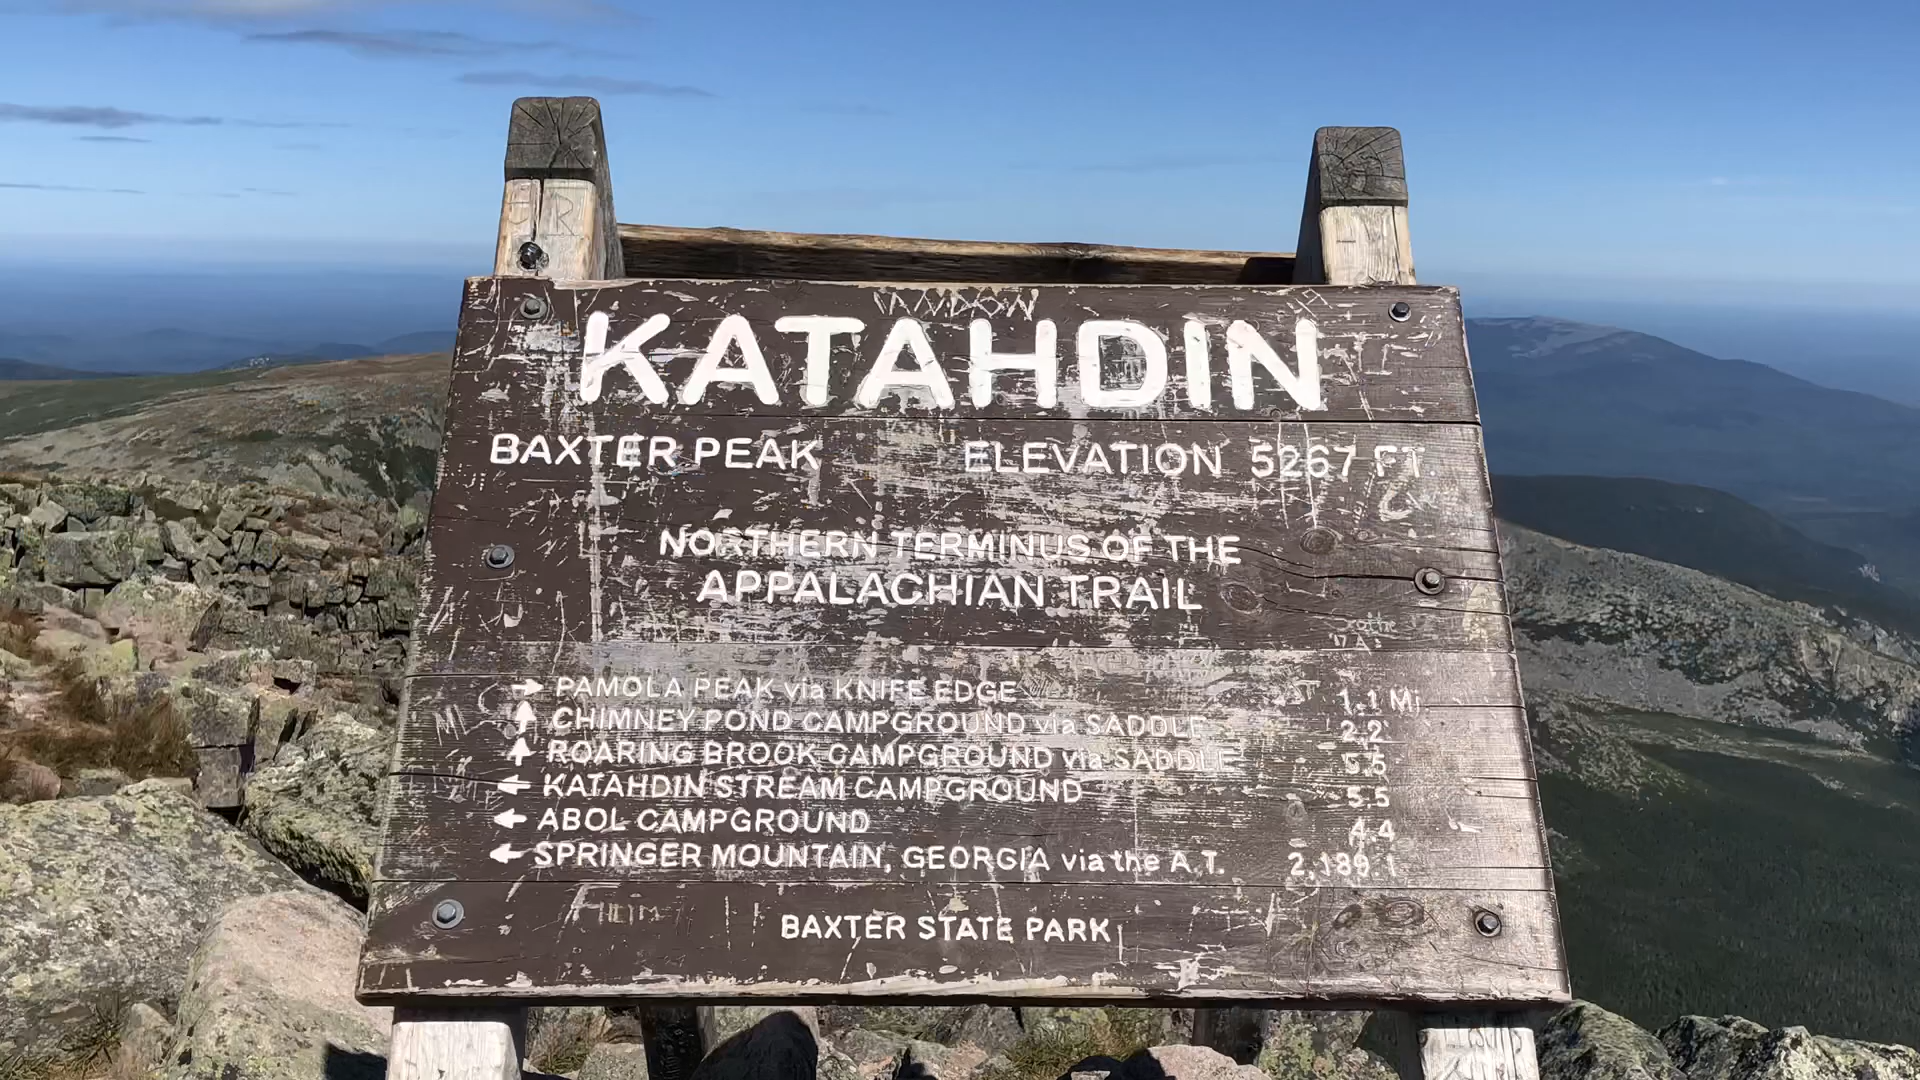 KATAHDIN
BAXTER PEAK ELEVATION 5267 FT.
NORTHERN TERMINUS OF THE
APPALACHIAN TRAIL
→ PAMOLA PEAK via KNIFE EDGE 1.1 Mi
↑ CHIMNEY POND CAMPGROUND via SADDLE 2.2
↑ ROARING BROOK CAMPGROUND via SADDLE 5.5
← KATAHDIN STREAM CAMPGROUND 5.5
← ABOL CAMPGROUND 4.4
← SPRINGER MOUNTAIN, GEORGIA via the A.T. 2,189.1
BAXTER STATE PARK